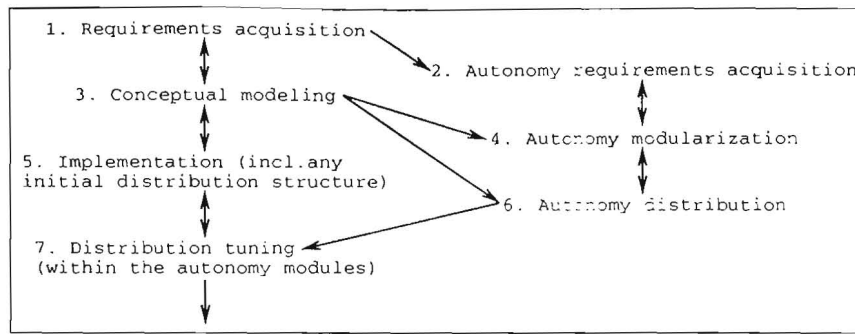 1. Requirements acquisition
2. Autonomy requirements acquisition
3. Conceptual modeling
4. Autonomy modularization
5. Implementation (incl.any
initial distribution structure)
6. Autonomy distribution
7. Distribution tuning
(within the autonomy modules)